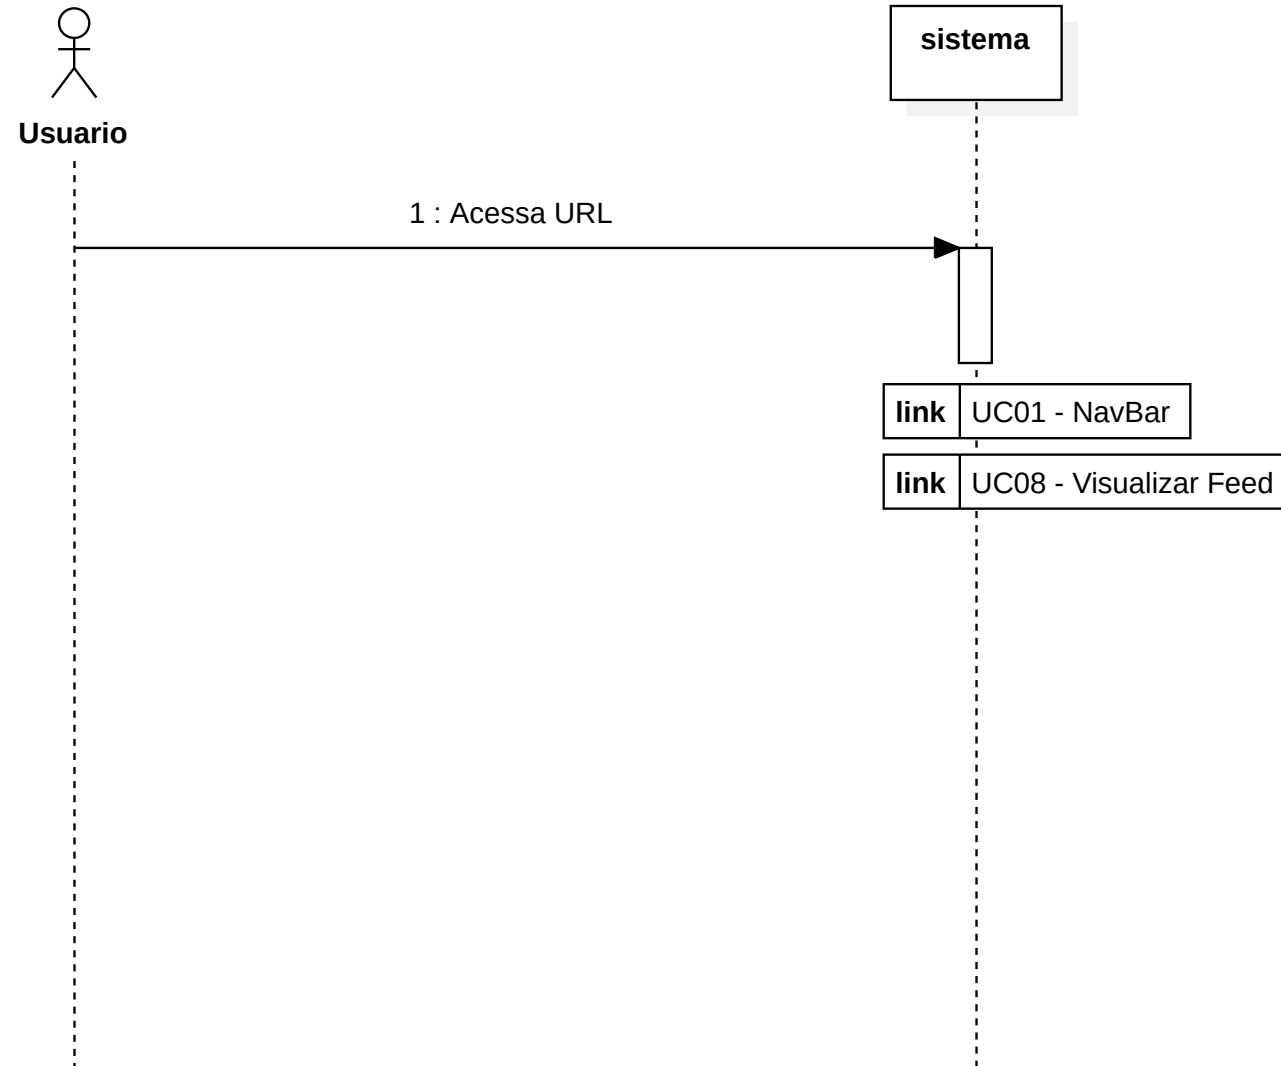 sistema
Usuario
1 : Acessa URL
link UC01 - NavBar
link UC08 - Visualizar Feed